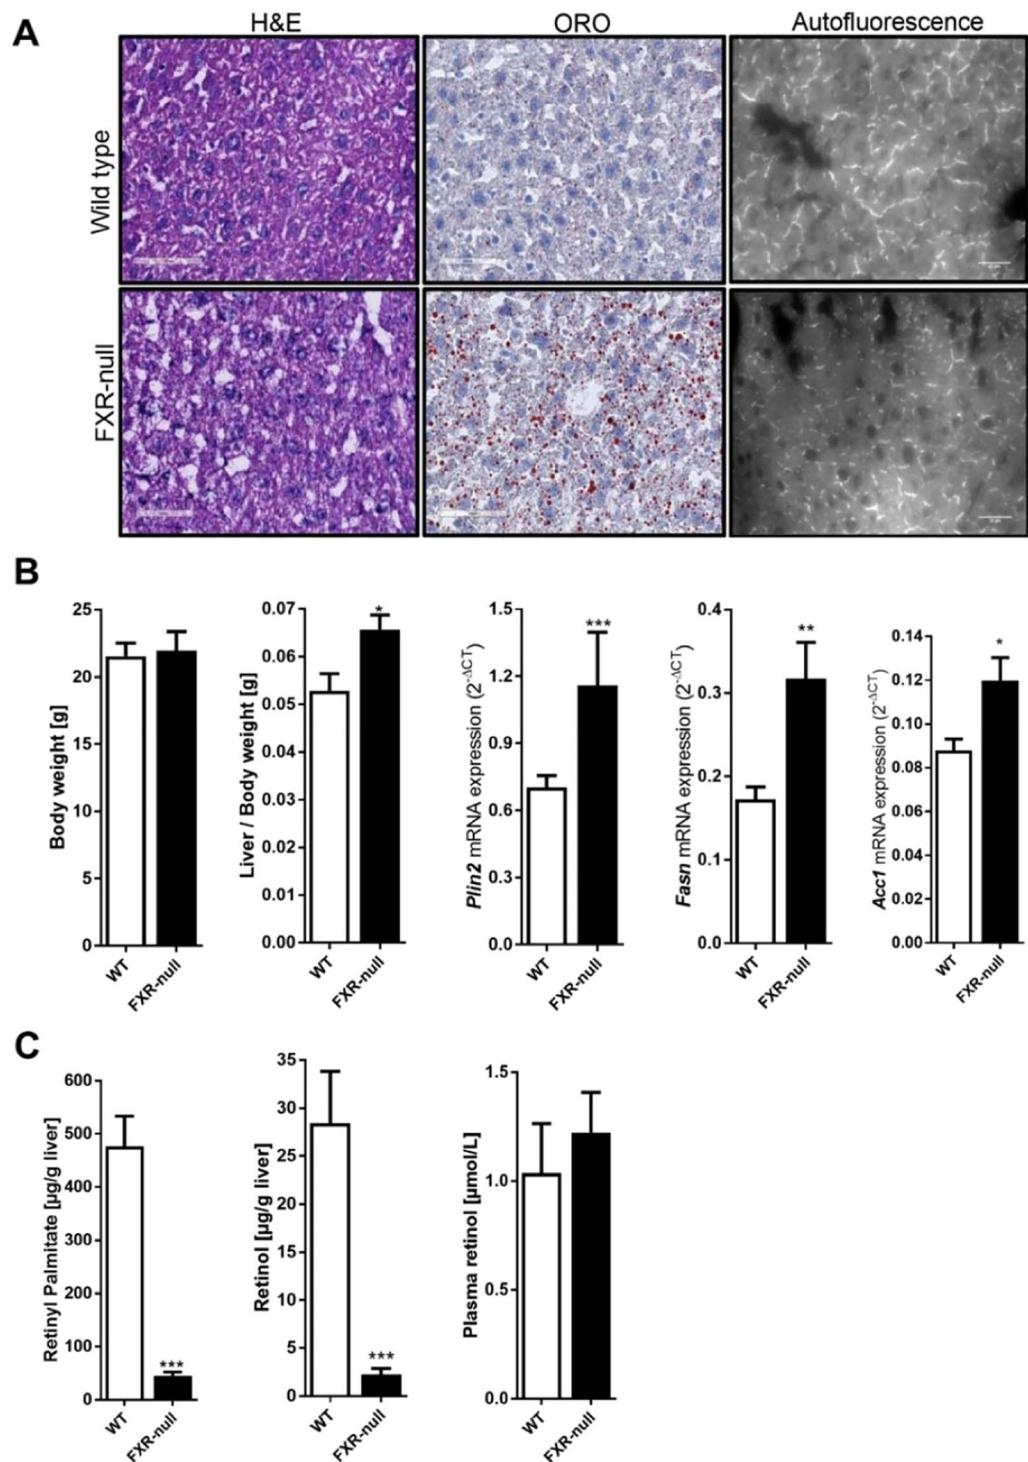 A
H&E
ORO
Autofluorescence
Wild type
FXR-null
B
Body weight [g]
25
20
15
10
5
0
WT
FXR-null
Liver / Body weight [g]
0.07
0.06
0.05
0.04
0.03
0.02
0.01
0.00
*
WT
FXR-null
Plin2 mRNA expression (2-ΔCT)
1.5
1.2
0.9
0.6
0.3
0.0
***
WT
FXR-null
Fasn mRNA expression (2-ΔCT)
0.4
0.3
0.2
0.1
0.0
**
WT
FXR-null
Acc1 mRNA expression (2-ΔCT)
0.14
0.12
0.10
0.08
0.06
0.04
0.02
0.00
*
WT
FXR-null
C
Retinyl Palmitate [µg/g liver]
600
500
400
300
200
100
0
***
WT
FXR-null
Retinol [µg/g liver]
35
30
25
20
15
10
5
0
***
WT
FXR-null
Plasma retinol [µmol/L]
1.5
1.0
0.5
0.0
WT
FXR-null